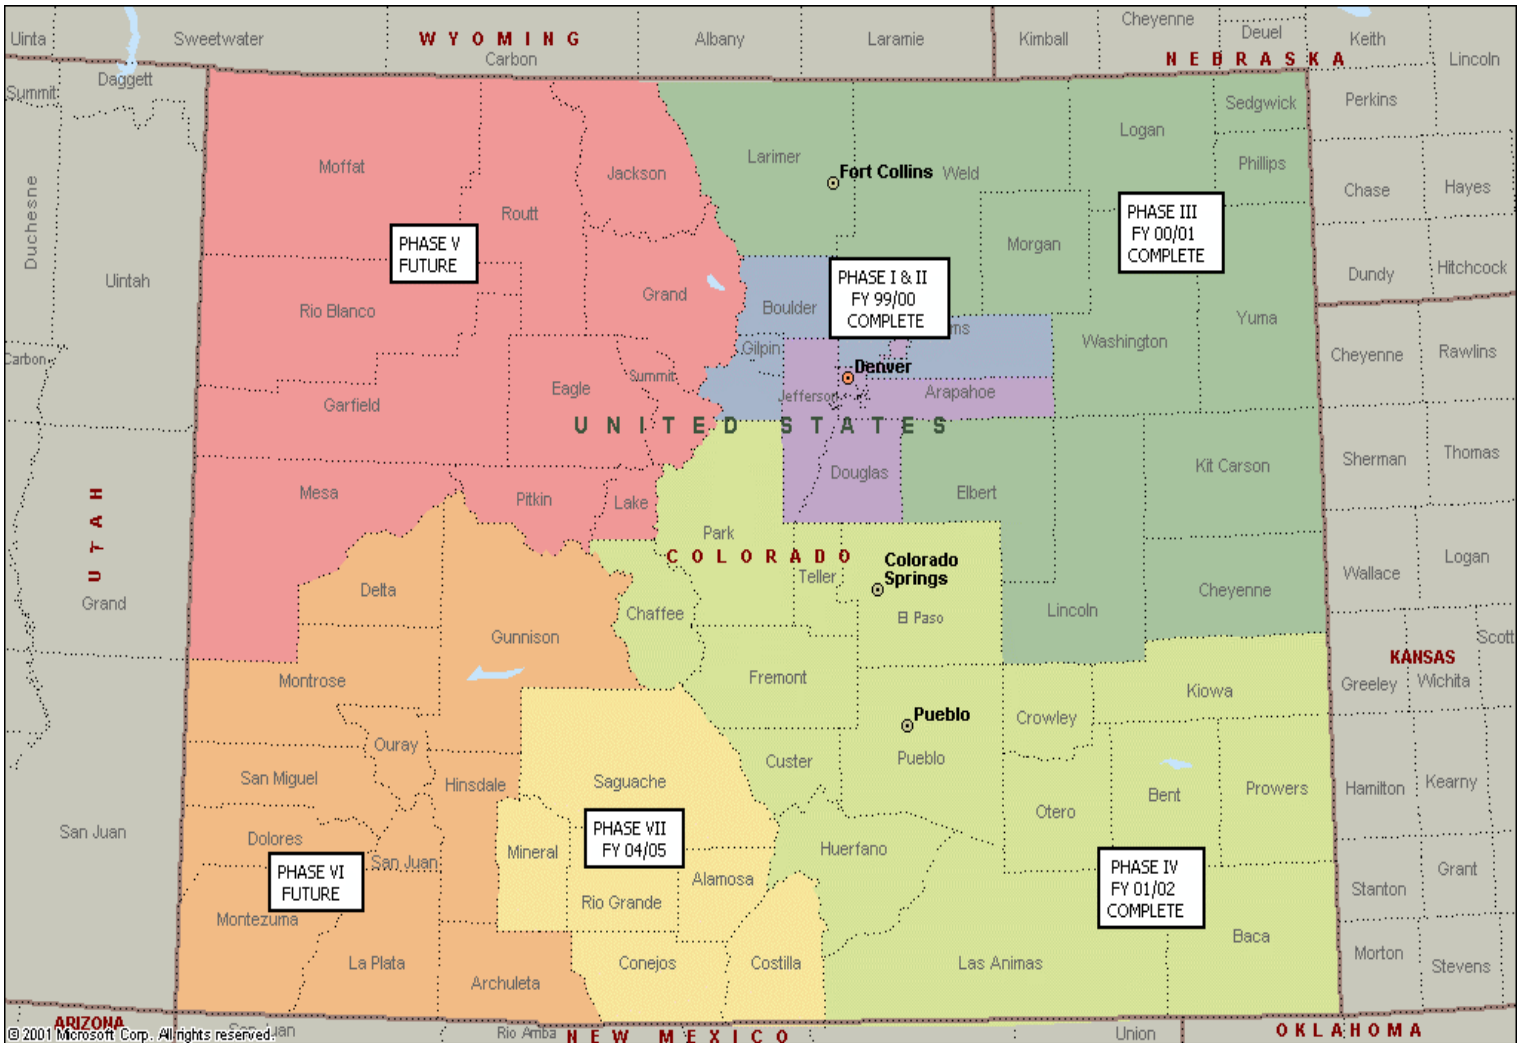 Cheyenne
Deuel
Uinta
Sweetwater
WYOMING
Albany
Laramie
Kimball
Keith
Carbon
NEBRASKA
Lincoln
Daggett
Summit
Perkins
Sedgwick
Logan
Phillips
Moffat
Jackson
Larimer
Fort Collins
Weld
Chase
Hayes
Duchesne
Routt
PHASE III
FY 00/01
COMPLETE
PHASE V
FUTURE
Morgan
Uintah
Dundy
Hitchcock
PHASE I & II
FY 99/00
COMPLETE
Grand
Rio Blanco
Boulder
Yuma
ms
Washington
Gilpin
Carbon
Cheyenne
Rawlins
Denver
Summit
Eagle
Jefferson
Arapahoe
Garfield
UNITED STATES
Sherman
Thomas
Kit Carson
Douglas
Mesa
Pitkin
Lake
Elbert
UTAH
Park
COLORADO
Colorado
Springs
Teller
Logan
Wallace
Delta
Grand
Cheyenne
Chaffee
El Paso
Lincoln
Gunnison
Scott
KANSAS
Montrose
Fremont
Greeley
Wichita
Kiowa
Pueblo
Crowley
Ouray
Custer
Pueblo
San Miguel
Hinsdale
Saguache
Hamilton
Kearny
Bent
Prowers
Otero
PHASE VII
FY 04/05
San Juan
Dolores
Mineral
Huerfano
San Juan
PHASE VI
FUTURE
PHASE IV
FY 01/02
COMPLETE
Grant
Alamosa
Stanton
Rio Grande
Montezuma
Baca
La Plata
Conejos
Costilla
Las Animas
Morton
Stevens
Archuleta
ARIZONA
San Juan
© 2001 Microsoft Corp. All rights reserved.
Rio Arriba
NEW MEXICO
Union
OKLAHOMA